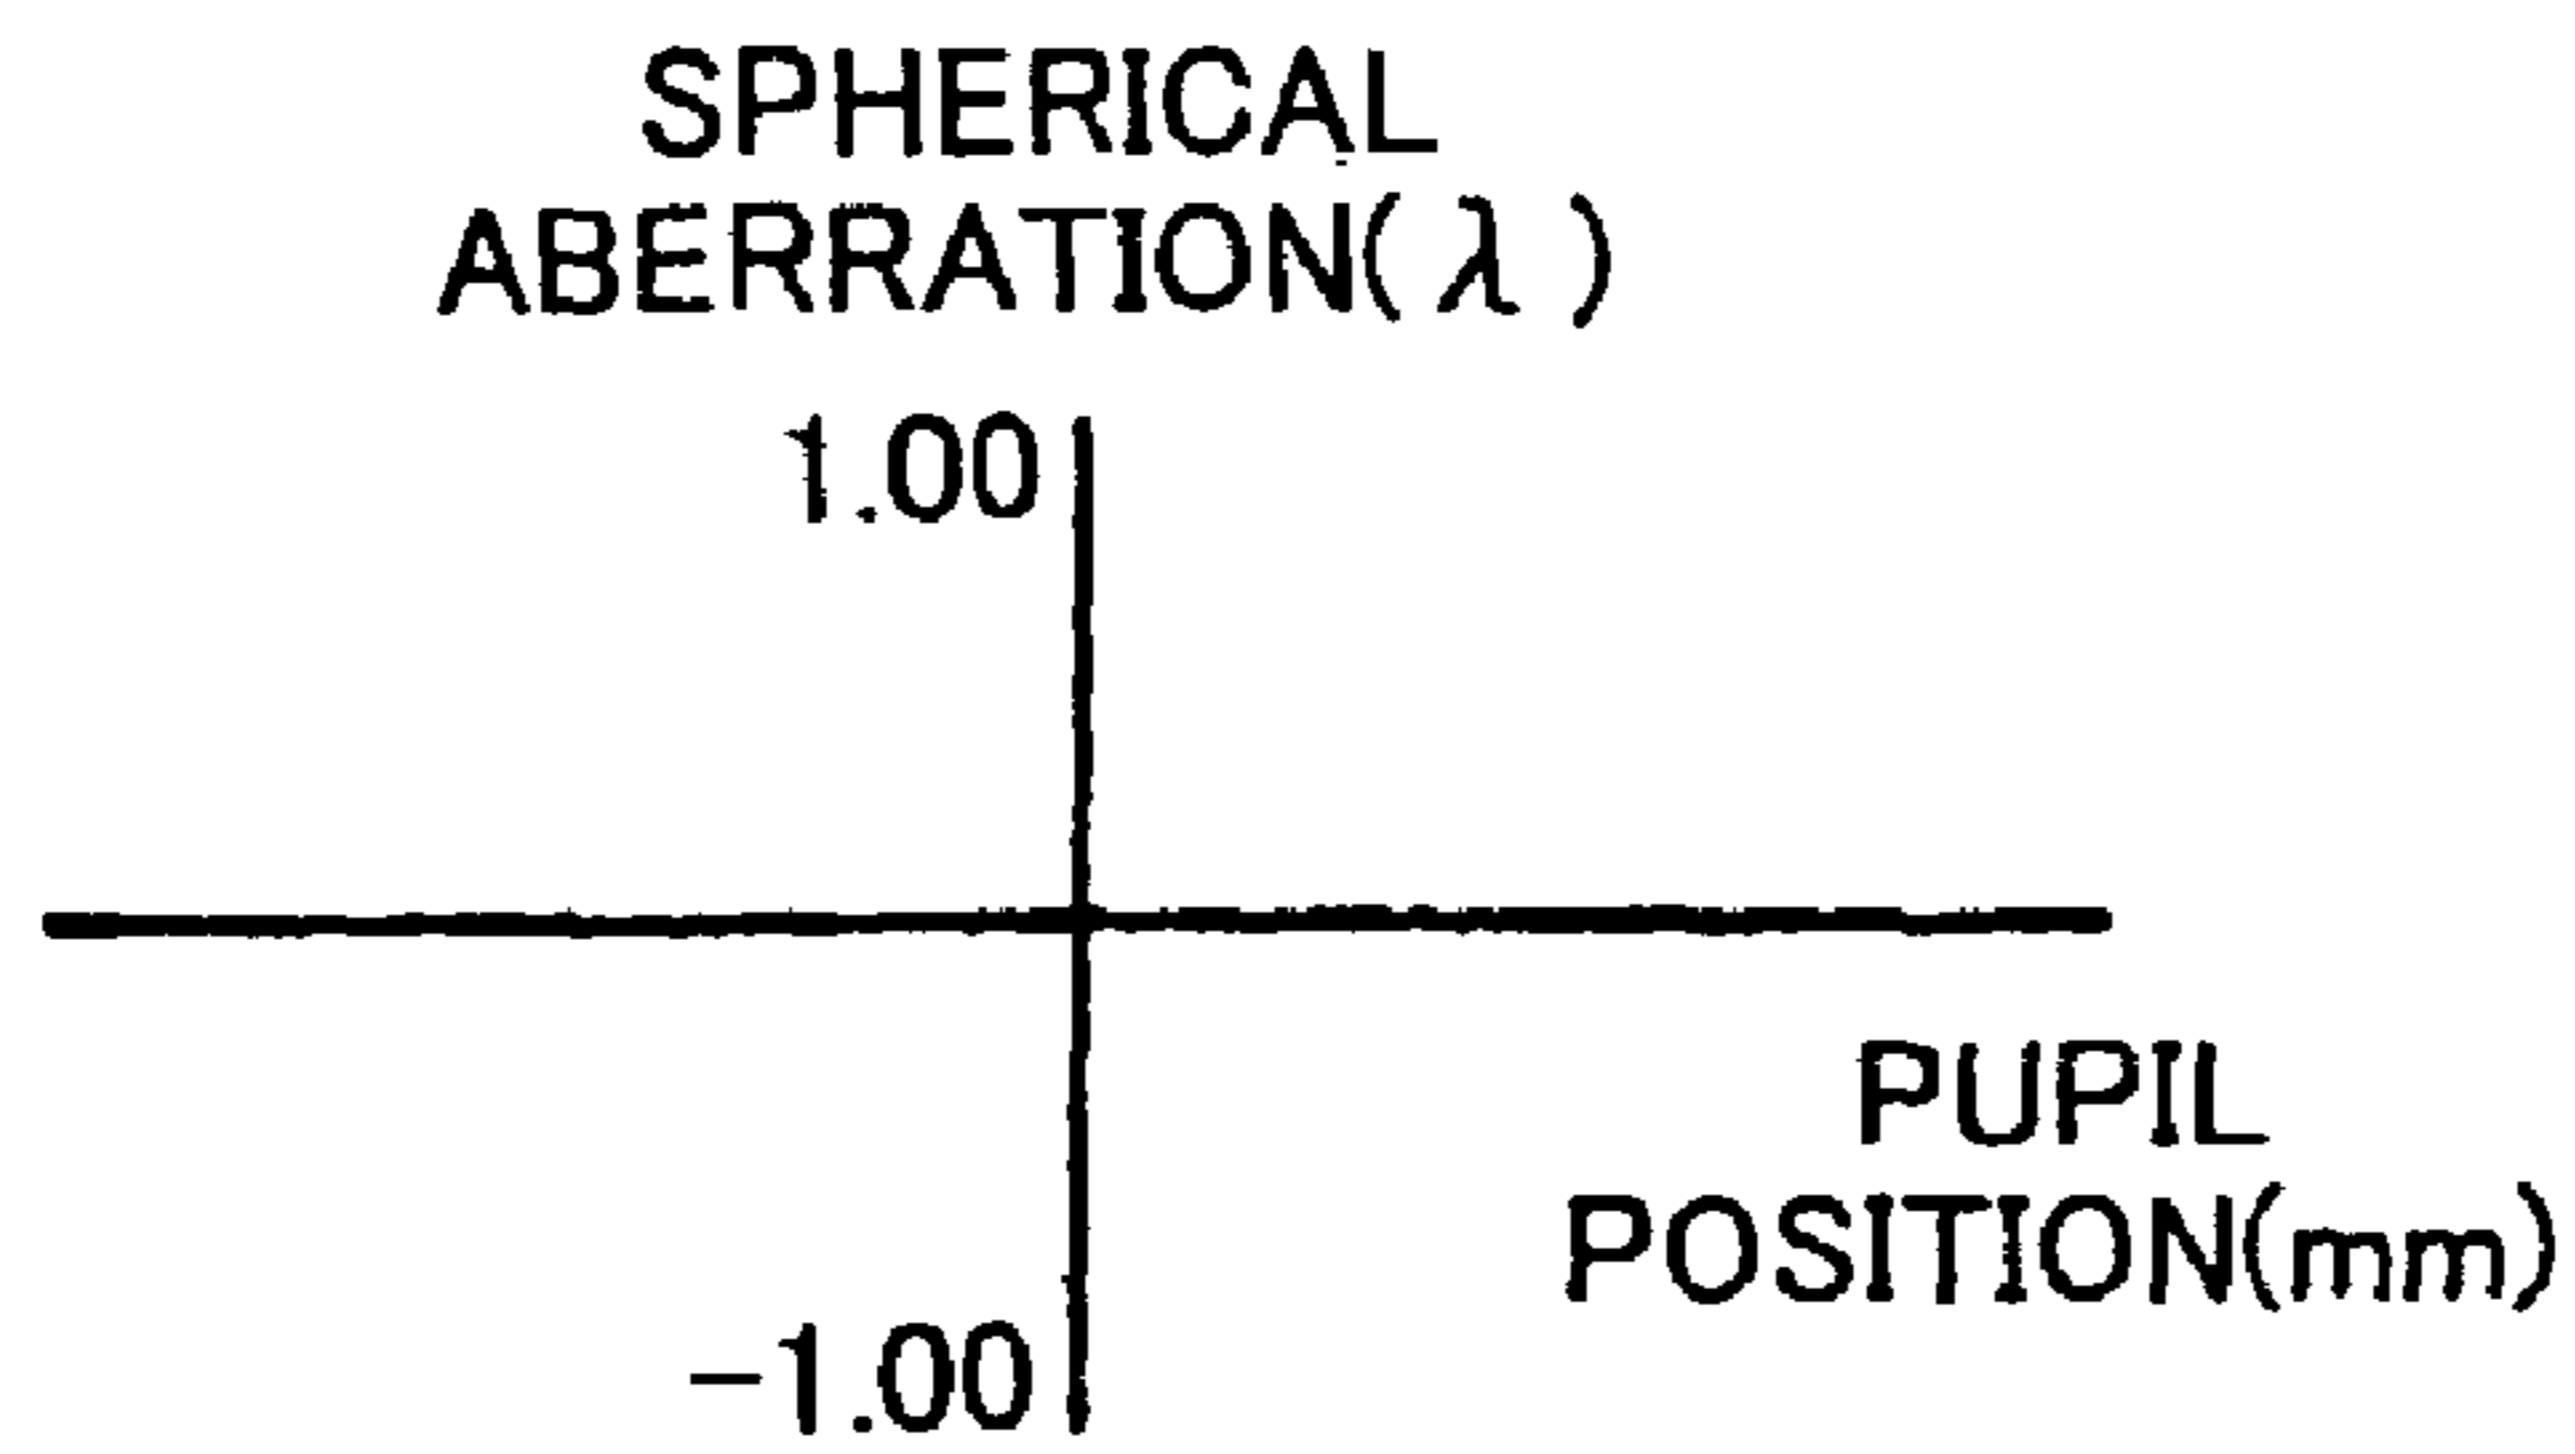 SPHERICAL
ABERRATION(λ)
1.00
PUPIL
POSITION(mm)
-1.00